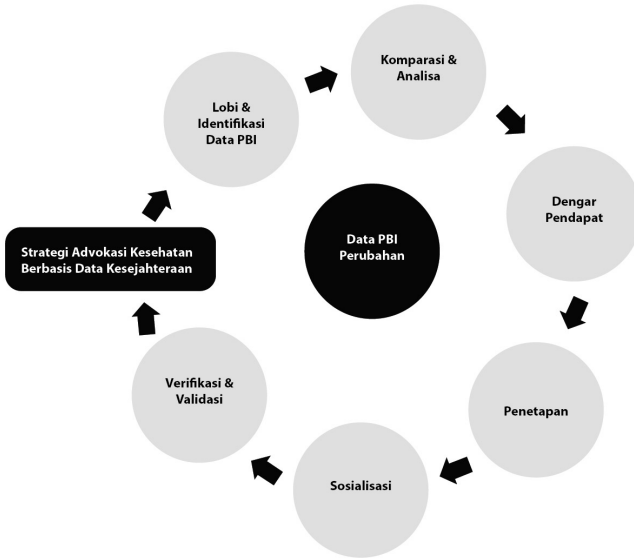 Komparasi &
Analisa
Lobi &
Identifikasi
Data PBI
Dengar
Pendapat
Strategi Advokasi Kesehatan
Berbasis Data Kesejahteraan
Data PBI
Perubahan
Verifikasi &
Validasi
Penetapan
Sosialisasi